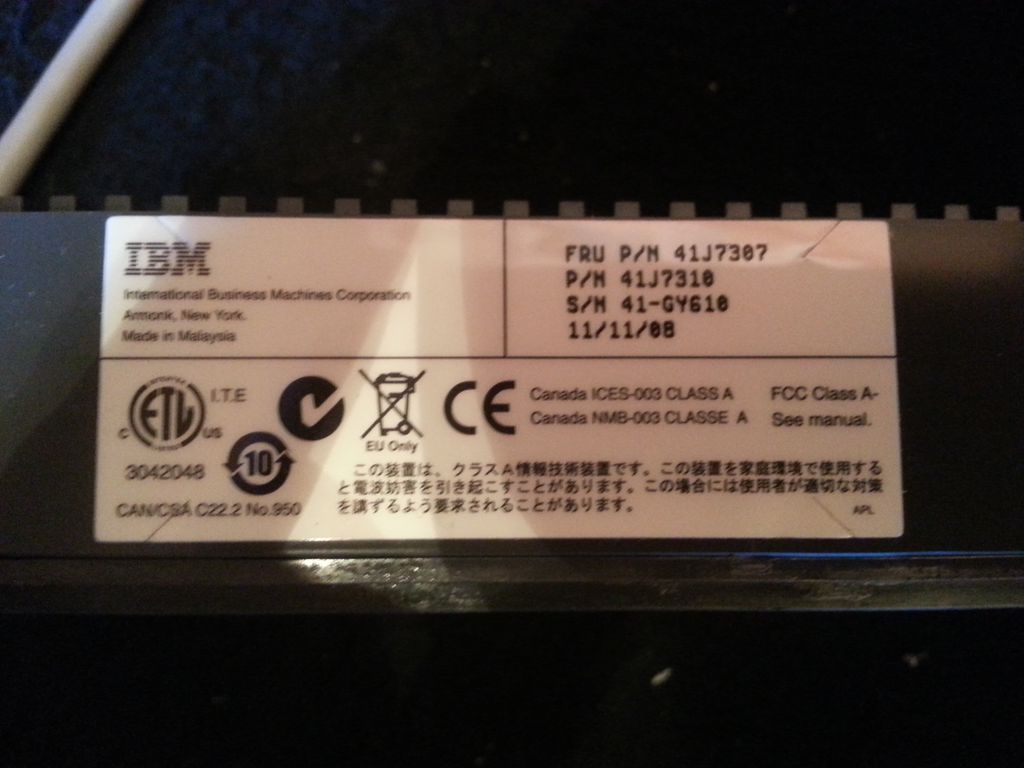 IBM
International Business Machines Corporation
Armonk, New York.
Made in Malaysia
FRU P/N 41J7307
P/N 41J7310
S/N 41-GY610
11/11/08
ETL
I.T.E
C US
3042048
10
CAN/CSA C22.2 No.950
EU Only
CE
Canada ICES-003 CLASS A
Canada NMB-003 CLASSE A
FCC Class A-
See manual.
この装置は、クラスA情報技術装置です。この装置を家庭環境で使用する
と電波妨害を引き起こすことがあります。この場合には使用者が適切な対策
を講ずるよう要求されることがあります。
APL